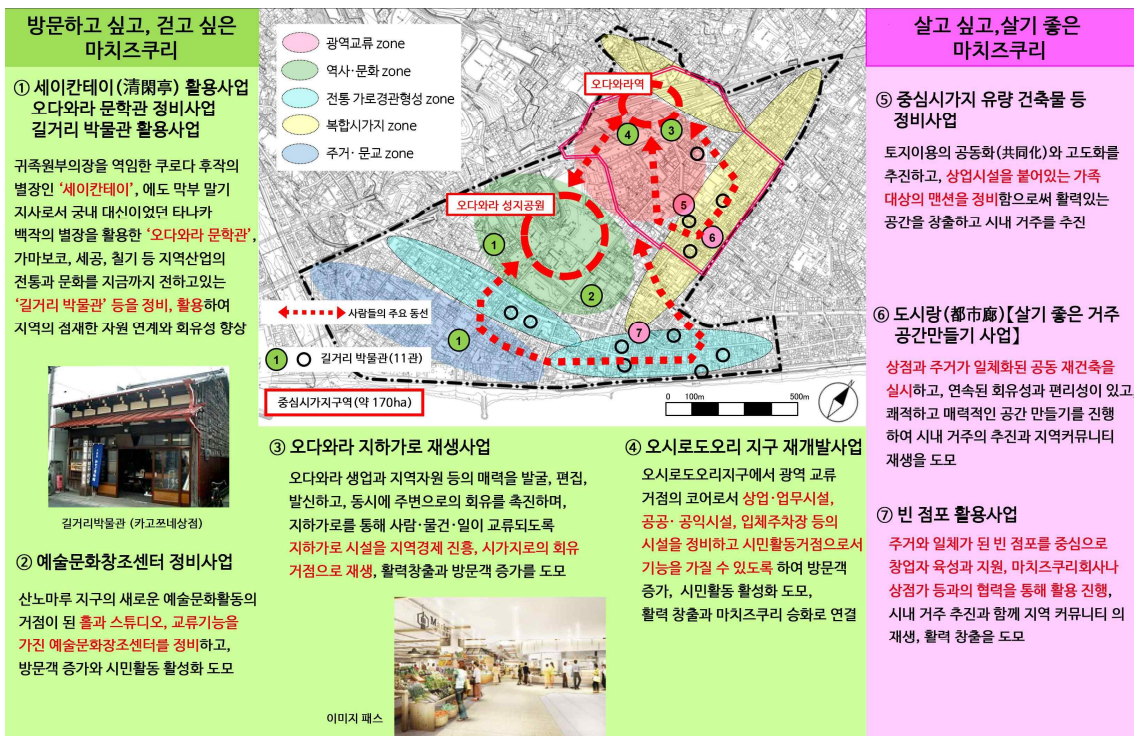 방문하고 싶고, 걷고 싶은
마치즈쿠리
① 세이칸테이(清閑亭) 활용사업
오다와라 문학관 정비사업
길거리 박물관 활용사업
귀족원부의장을 역임한 쿠로다 후작의
별장인 ‘세이칸테이’, 에도 막부 말기
지사로서 궁내 대신이었던 타나카
백작의 별장을 활용한 ‘오다와라 문학관’,
가마보코, 세공, 칠기 등 지역산업의
전통과 문화를 지금까지 전하고있는
‘길거리 박물관’ 등을 정비, 활용하여
지역의 점재한 자원 연계와 회유성 향상
길거리박물관 (카고쯔네상점)
② 예술문화창조센터 정비사업
산노마루 지구의 새로운 예술문화활동의
거점이 된 홀과 스튜디오, 교류기능을
가진 예술문화창조센터를 정비하고,
방문객 증가와 시민활동 활성화 도모
광역교류 zone
역사·문화 zone
전통 가로경관형성 zone
복합시가지 zone
주거·문교 zone
오다와라역
4
3
오다와라 성지공원
5
6
1
2
사람들의 주요 동선
7
1
1
길거리 박물관(11관)
중심시가지구역(약 170ha)
0 100m 500m
③ 오다와라 지하가로 재생사업
오다와라 생업과 지역자원 등의 매력을 발굴, 편집,
발신하고, 동시에 주변으로의 회유를 촉진하며,
지하가로를 통해 사람·물건·일이 교류되도록
지하가로 시설을 지역경제 진흥, 시가지로의 회유
거점으로 재생, 활력창출과 방문객 증가를 도모
이미지 패스
④ 오시로도오리 지구 재개발사업
오시로도오리지구에서 광역 교류
거점의 코어로서 상업·업무시설,
공공· 공익시설, 입체주차장 등의
시설을 정비하고 시민활동거점으로서
기능을 가질 수 있도록 하여 방문객
증가, 시민활동 활성화 도모,
활력 창출과 마치즈쿠리 승화로 연결
살고 싶고,살기 좋은
마치즈쿠리
⑤ 중심시가지 유량 건축물 등
정비사업
토지이용의 공동화(共同化)와 고도화를
추진하고, 상업시설을 붙어있는 가족
대상의 맨션을 정비함으로써 활력있는
공간을 창출하고 시내 거주를 추진
⑥ 도시랑(都市廊)【살기 좋은 거주
공간만들기 사업】
상점과 주거가 일체화된 공동 재건축을
실시하고, 연속된 회유성과 편리성이 있고
쾌적하고 매력적인 공간 만들기를 진행
하여 시내 거주의 추진과 지역커뮤니티
재생을 도모
⑦ 빈 점포 활용사업
주거와 일체가 된 빈 점포를 중심으로
창업자 육성과 지원, 마치즈쿠리회사나
상점가 등과의 협력을 통해 활용 진행,
시내 거주 추진과 함께 지역 커뮤니티 의
재생, 활력 창출을 도모